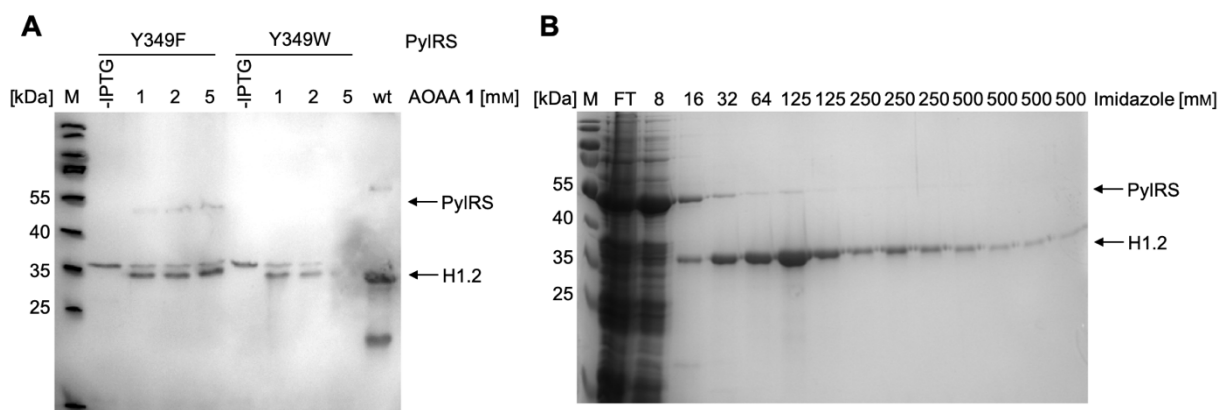 A
Y349F Y349W PylRS
[kDa] M -IPTG 1 2 5 -IPTG 1 2 5 wt AOAA 1 [mM]
55
PylRS
40
35
H1.2
25
B
[kDa] M FT 8 16 32 64 125 125 250 250 250 500 500 500 500 Imidazole [mM]
55
PylRS
40
H1.2
35
25